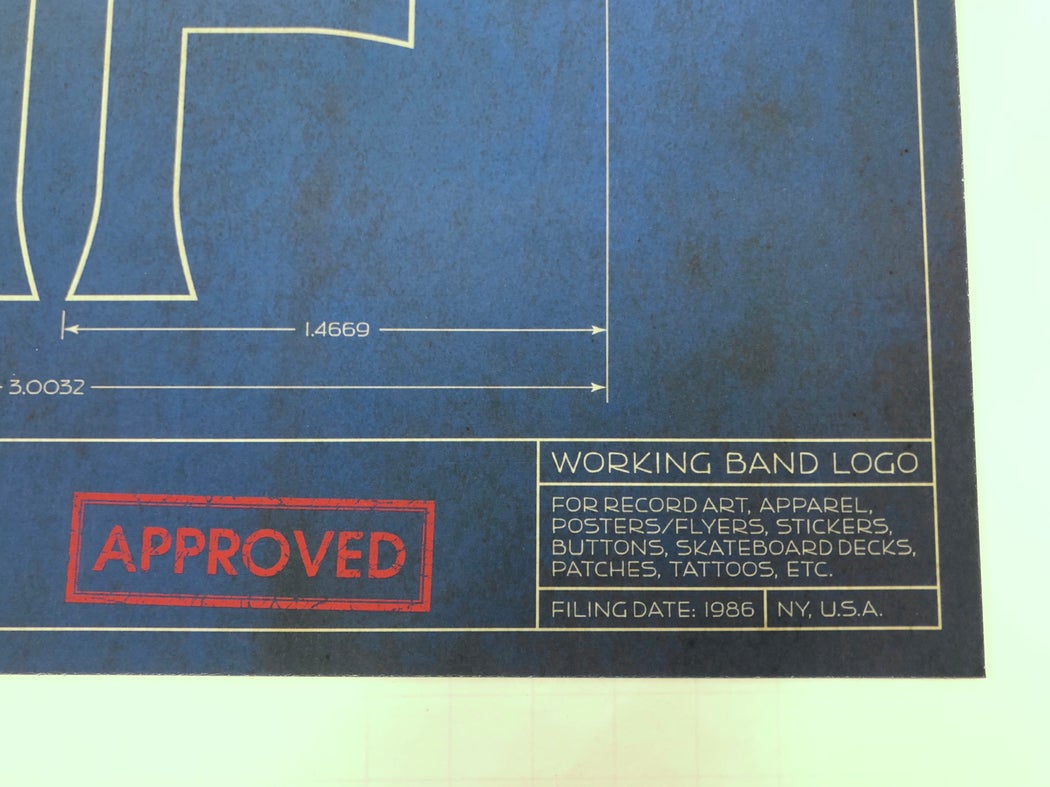 1.4669
3.0032
APPROVED
WORKING BAND LOGO
FOR RECORD ART, APPAREL,
POSTERS/FLYERS, STICKERS,
BUTTONS, SKATEBOARD DECKS,
PATCHES, TATTOOS, ETC.
FILING DATE: 1986 NY, U.S.A.